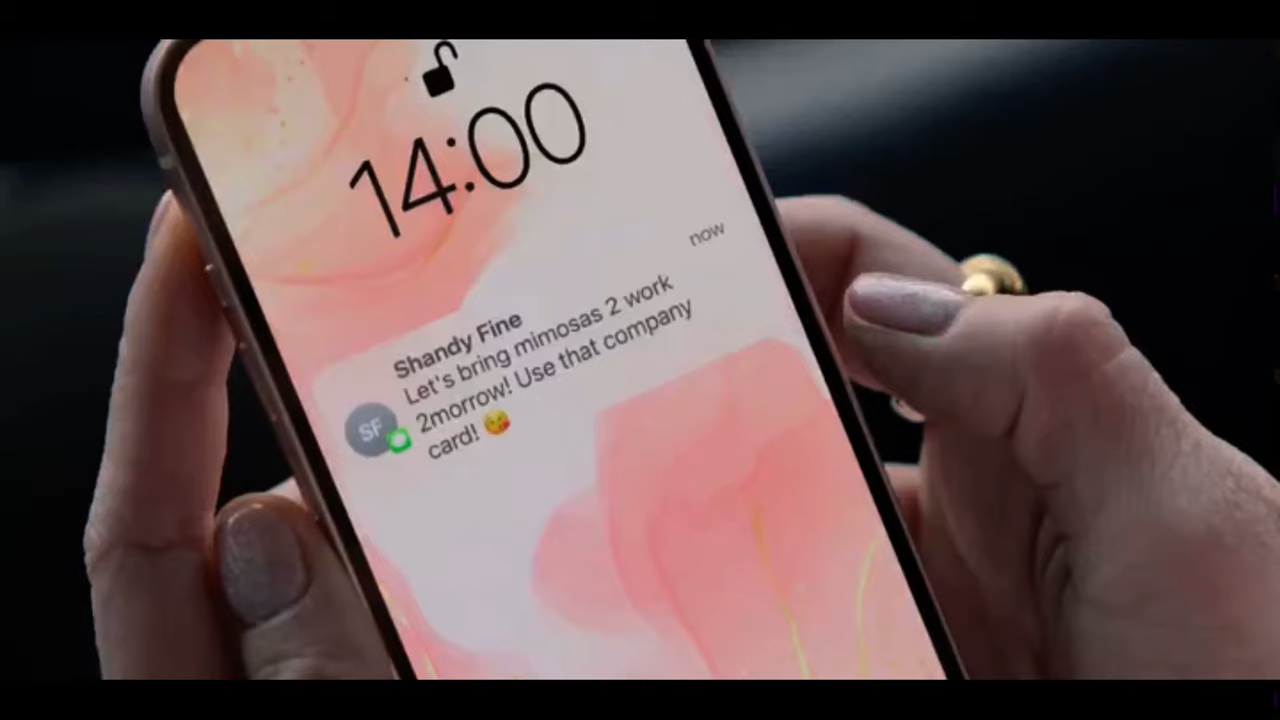 14:00
now
Shandy Fine
Let's bring mimosas 2 work
2morrow! Use that company
card! 😘
SF